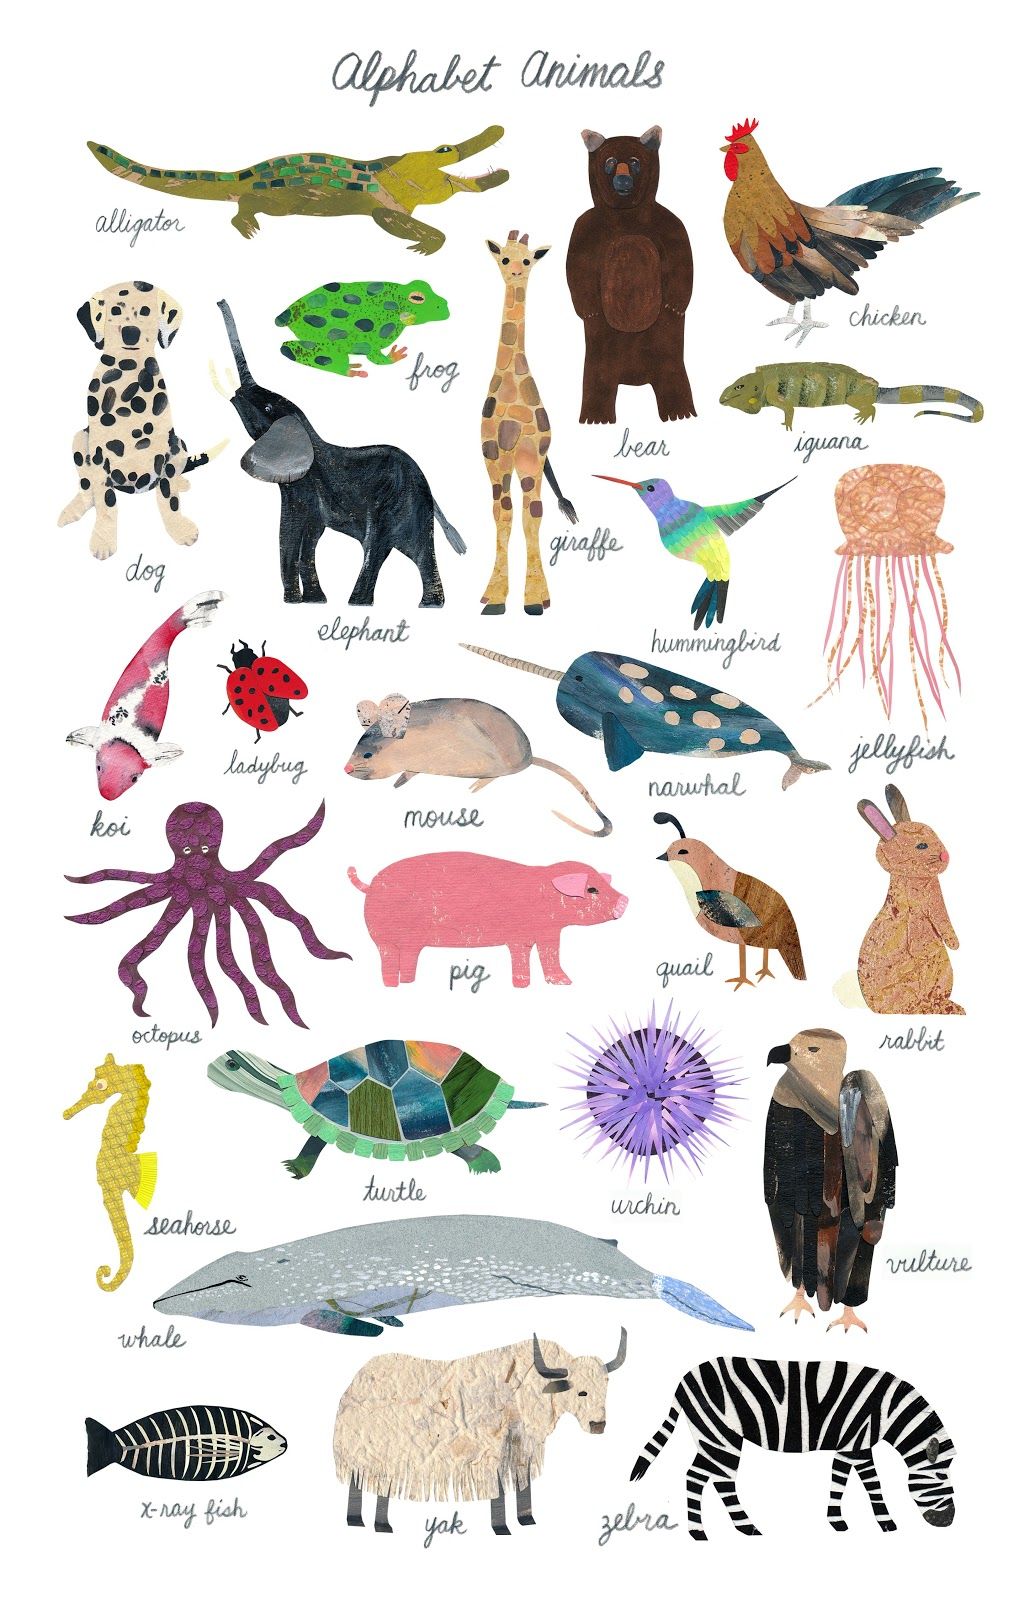 Alphabet Animals
alligator
bear
chicken
dog
elephant
frog
giraffe
hummingbird
iguana
jellyfish
koi
ladybug
mouse
narwhal
octopus
pig
quail
rabbit
seahorse
turtle
urchin
vulture
whale
x-ray fish
yak
zebra